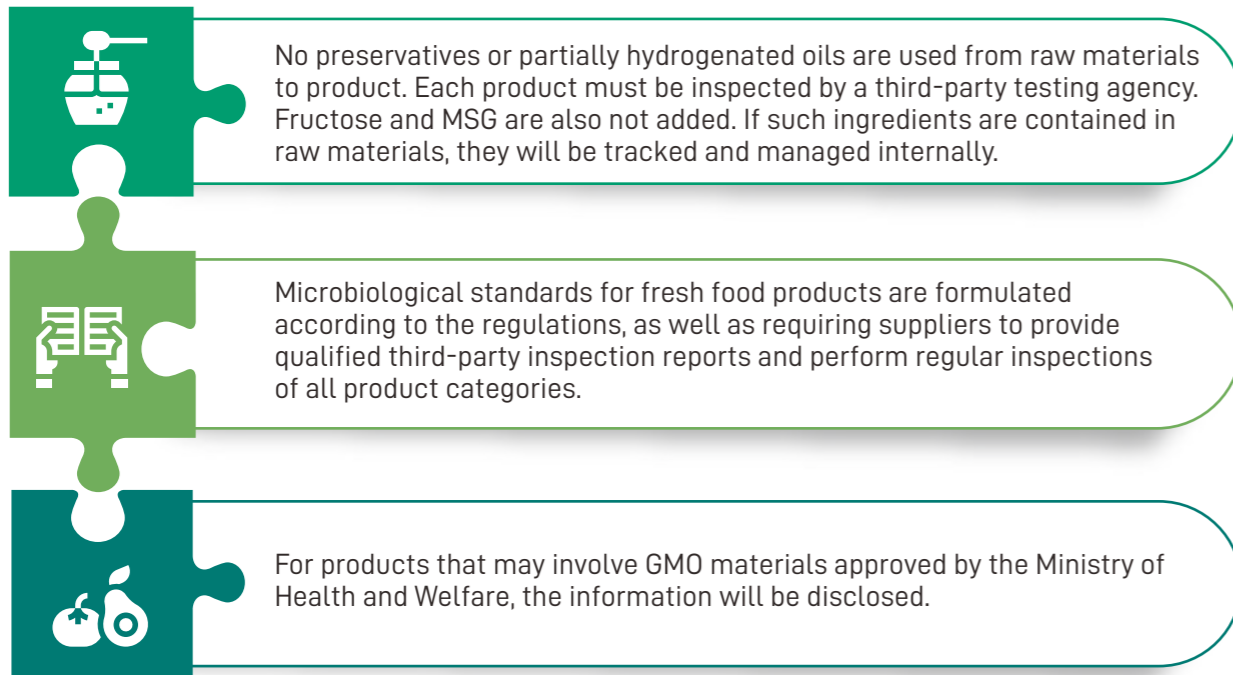 No preservatives or partially hydrogenated oils are used from raw materials
to product. Each product must be inspected by a third-party testing agency.
Fructose and MSG are also not added. If such ingredients are contained in
raw materials, they will be tracked and managed internally.
Microbiological standards for fresh food products are formulated
according to the regulations, as well as requiring suppliers to provide
qualified third-party inspection reports and perform regular inspections
of all product categories.
For products that may involve GMO materials approved by the Ministry of
Health and Welfare, the information will be disclosed.